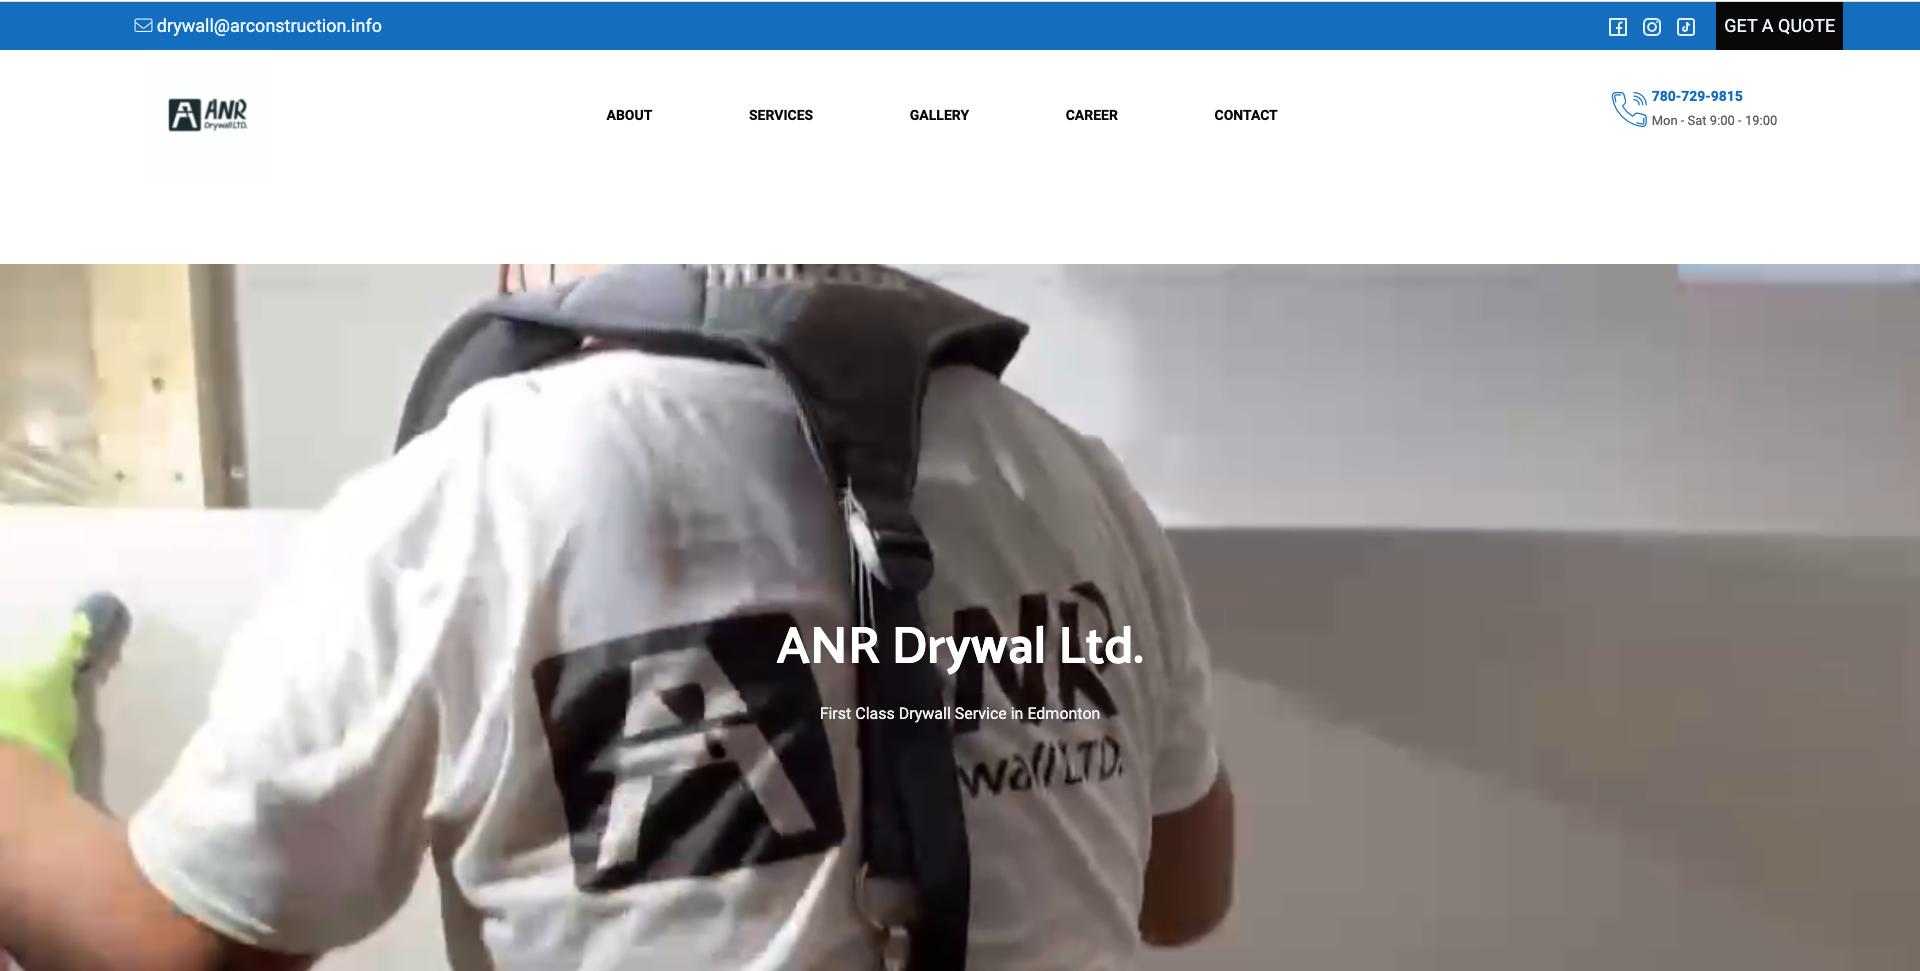 drywall@arconstruction.info
GET A QUOTE
ANR
Drywall LTD.
ABOUT
SERVICES
GALLERY
CAREER
CONTACT
780-729-9815
Mon - Sat 9:00 - 19:00
ANR Drywal Ltd.
First Class Drywall Service in Edmonton
ANR
wall LTD.